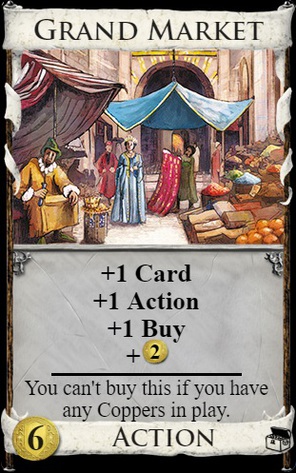 GRAND MARKET
+1 Card
+1 Action
+1 Buy
+ 2
You can't buy this if you have
any Coppers in play.
6 ACTION